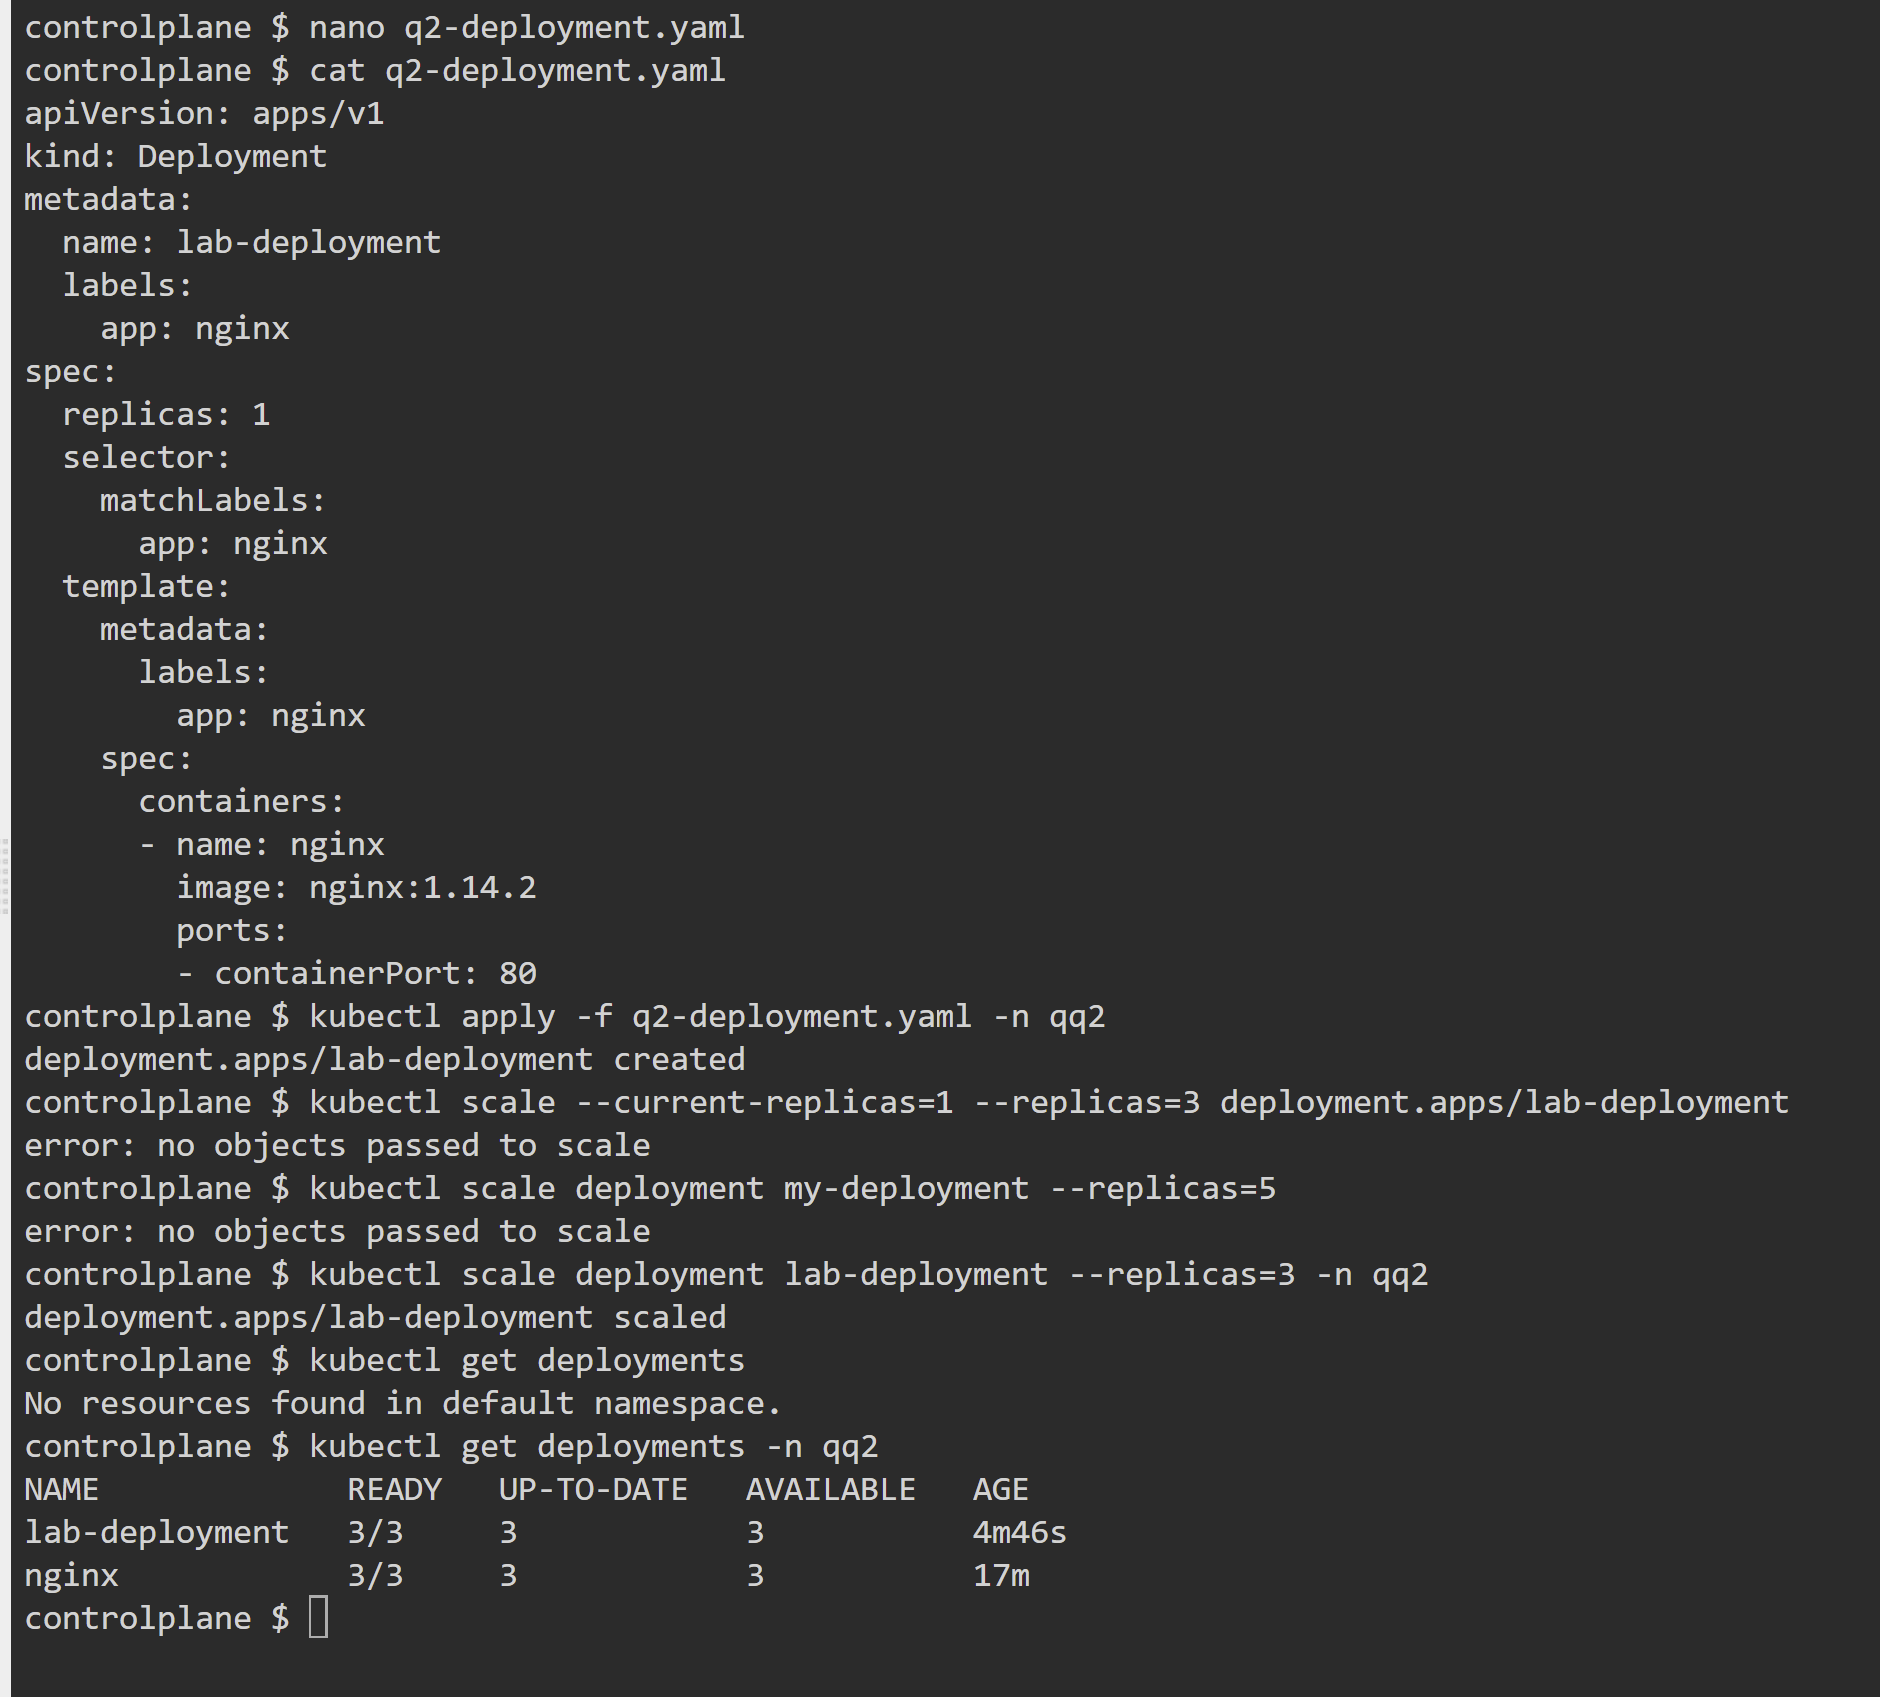 controlplane $ nano q2-deployment.yaml
controlplane $ cat q2-deployment.yaml
apiVersion: apps/v1
kind: Deployment
metadata:
  name: lab-deployment
  labels:
    app: nginx
spec:
  replicas: 1
  selector:
    matchLabels:
      app: nginx
  template:
    metadata:
      labels:
        app: nginx
    spec:
      containers:
      - name: nginx
        image: nginx:1.14.2
        ports:
        - containerPort: 80
controlplane $ kubectl apply -f q2-deployment.yaml -n qq2
deployment.apps/lab-deployment created
controlplane $ kubectl scale --current-replicas=1 --replicas=3 deployment.apps/lab-deployment
error: no objects passed to scale
controlplane $ kubectl scale deployment my-deployment --replicas=5
error: no objects passed to scale
controlplane $ kubectl scale deployment lab-deployment --replicas=3 -n qq2
deployment.apps/lab-deployment scaled
controlplane $ kubectl get deployments
No resources found in default namespace.
controlplane $ kubectl get deployments -n qq2
NAME             READY   UP-TO-DATE   AVAILABLE   AGE
lab-deployment   3/3     3            3           4m46s
nginx            3/3     3            3           17m
controlplane $